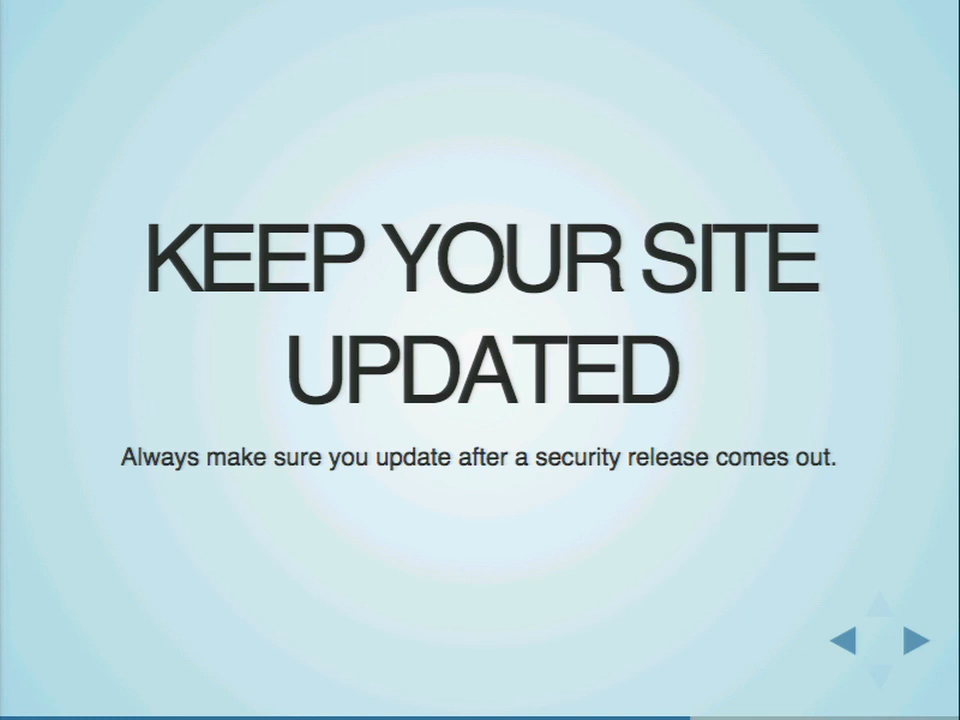 KEEP YOUR SITE
UPDATED
Always make sure you update after a security release comes out.